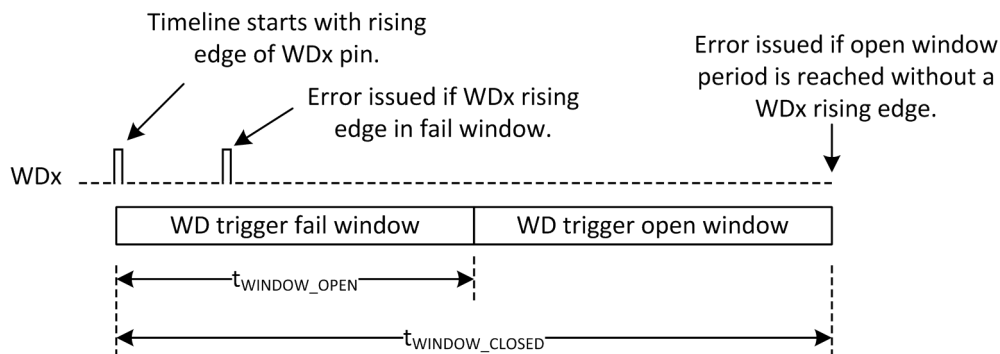 Timeline starts with rising
edge of WDx pin.
Error issued if WDx rising
edge in fail window.
Error issued if open window
period is reached without a
WDx rising edge.
WDx
WD trigger fail window
WD trigger open window
tWINDOW_OPEN
tWINDOW_CLOSED